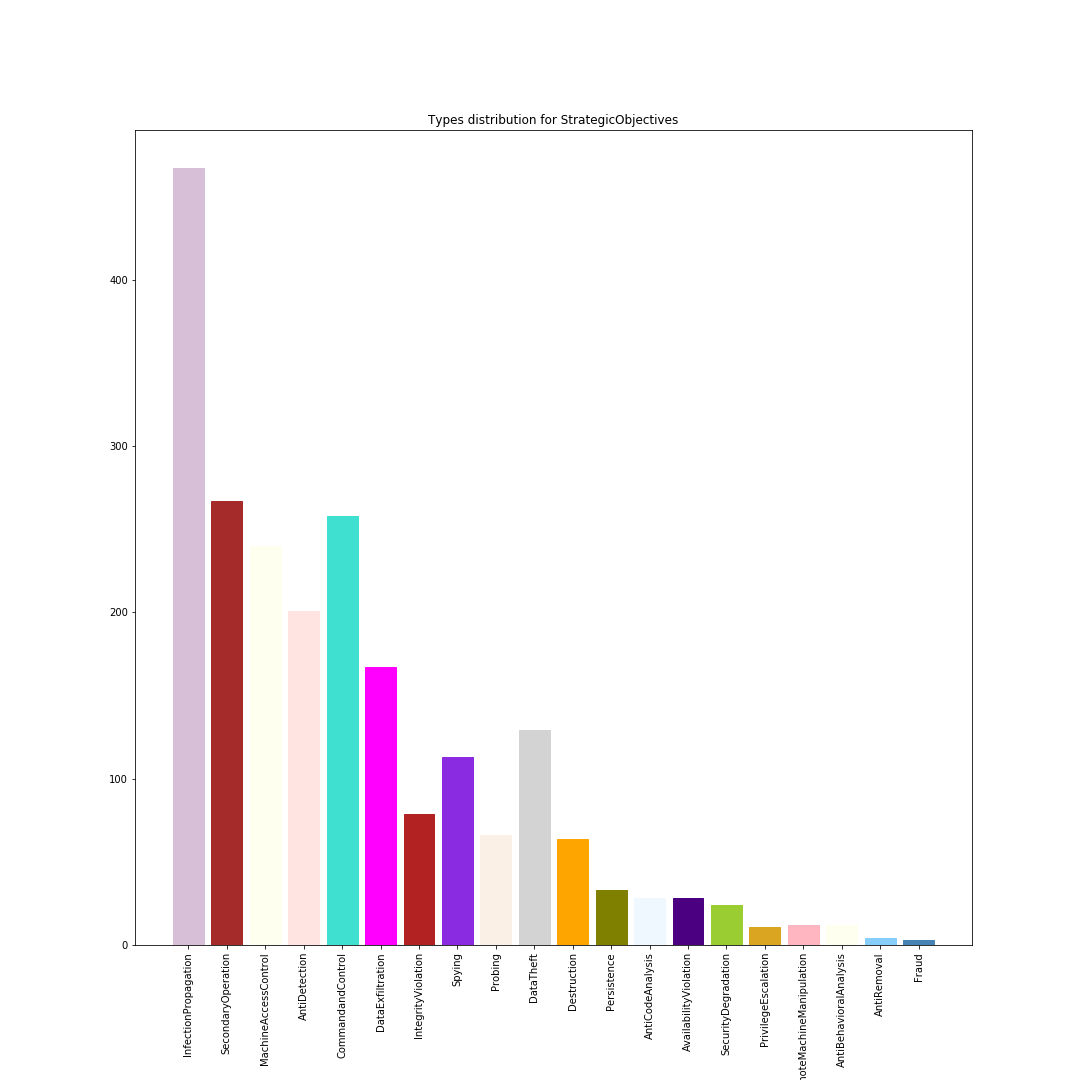 Types distribution for StrategicObjectives
400
300
200
100
0
InfectionPropagation
SecondaryOperation
MachineAccessControl
AntiDetection
CommandandControl
DataExfiltration
IntegrityViolation
Spying
Probing
DataTheft
Destruction
Persistence
AntiCodeAnalysis
AvailabilityViolation
SecurityDegradation
PrivilegeEscalation
noteMachineManipulation
AntiBehavioralAnalysis
AntiRemoval
Fraud